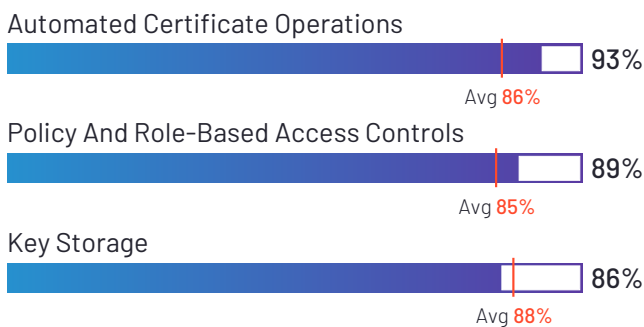 Automated Certificate Operations
93%
Avg 86%
Policy And Role-Based Access Controls
89%
Avg 85%
Key Storage
86%
Avg 88%